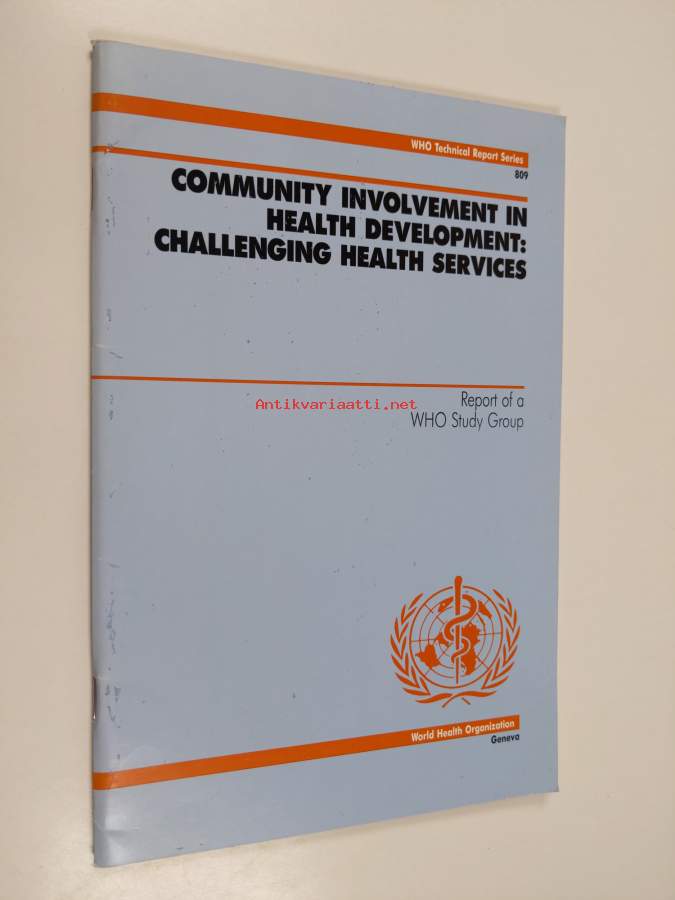 WHO Technical Report Series
809
COMMUNITY INVOLVEMENT IN
HEALTH DEVELOPMENT:
CHALLENGING HEALTH SERVICES
Report of a
WHO Study Group
Antikvariaatti.net
World Health Organization
Geneva